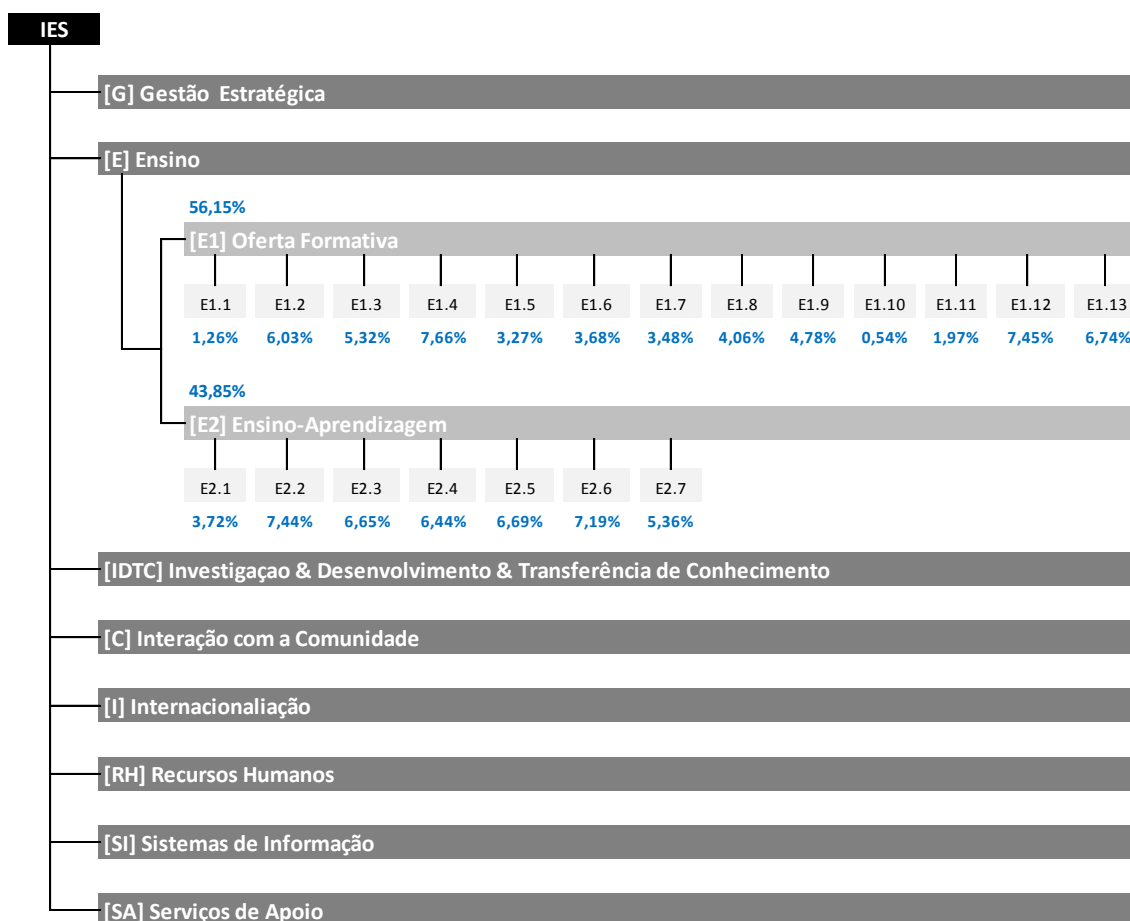 IES
[G] Gestão Estratégica
[E] Ensino
56,15%
[E1] Oferta Formativa
E1.1 E1.2 E1.3 E1.4 E1.5 E1.6 E1.7 E1.8 E1.9 E1.10 E1.11 E1.12 E1.13
1,26% 6,03% 5,32% 7,66% 3,27% 3,68% 3,48% 4,06% 4,78% 0,54% 1,97% 7,45% 6,74%
43,85%
[E2] Ensino-Aprendizagem
E2.1 E2.2 E2.3 E2.4 E2.5 E2.6 E2.7
3,72% 7,44% 6,65% 6,44% 6,69% 7,19% 5,36%
[IDTC] Investigaçao & Desenvolvimento & Transferência de Conhecimento
[C] Interação com a Comunidade
[I] Internacionaliação
[RH] Recursos Humanos
[SI] Sistemas de Informação
[SA] Serviços de Apoio